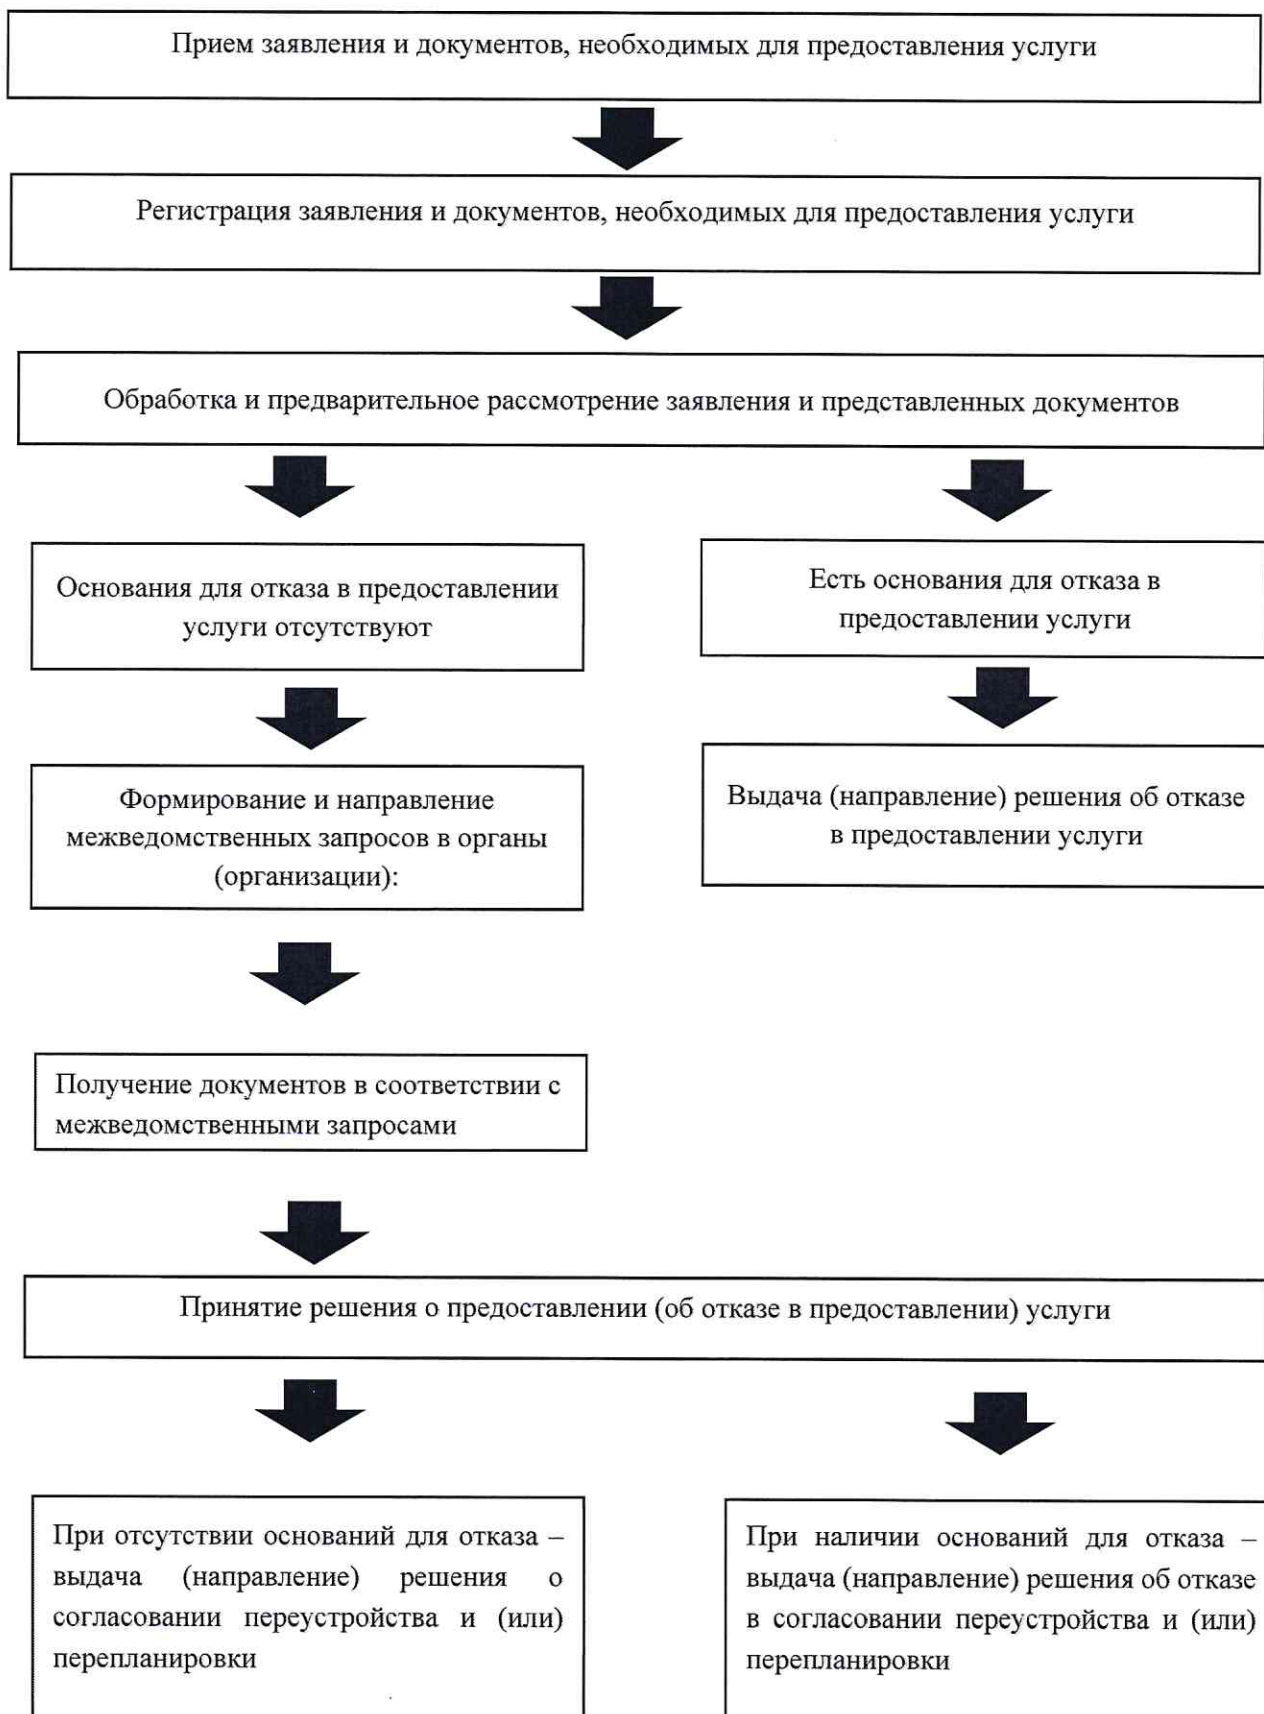 Прием заявления и документов, необходимых для предоставления услуги
Регистрация заявления и документов, необходимых для предоставления услуги
Обработка и предварительное рассмотрение заявления и представленных документов
Основания для отказа в предоставлении
услуги отсутствуют
Есть основания для отказа в
предоставлении услуги
Формирование и направление
межведомственных запросов в органы
(организации):
Выдача (направление) решения об отказе
в предоставлении услуги
Получение документов в соответствии с
межведомственными запросами
Принятие решения о предоставлении (об отказе в предоставлении) услуги
При отсутствии оснований для отказа –
выдача (направление) решения о
согласовании переустройства и (или)
перепланировки
При наличии оснований для отказа –
выдача (направление) решения об отказе
в согласовании переустройства и (или)
перепланировки